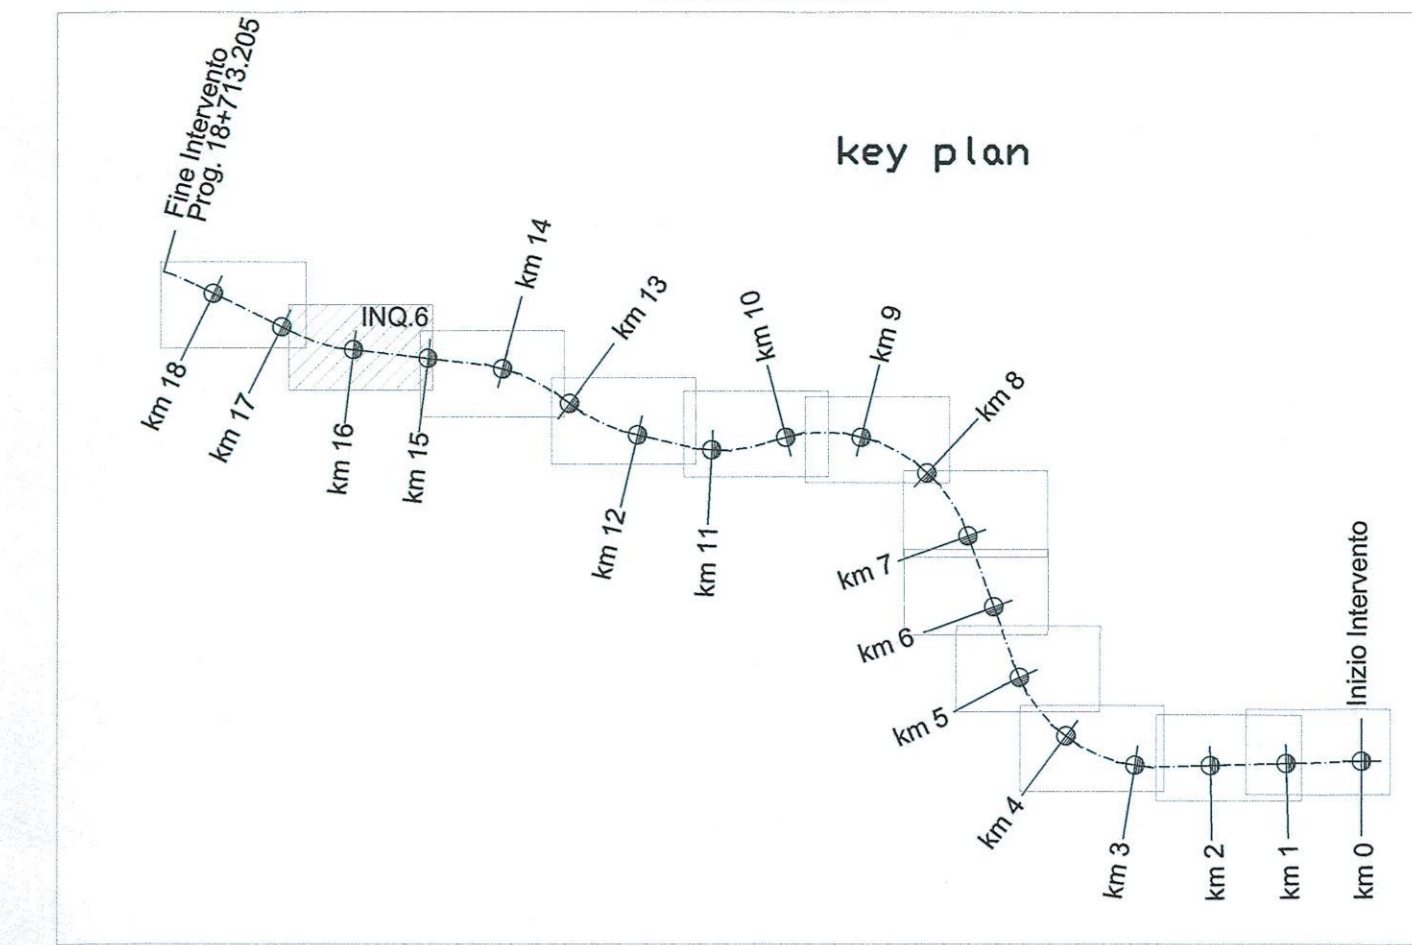 key plan
Fine Intervento
Prog. 18+713.205
km 18
km 17
INQ.6
km 16
km 15
km 14
km 13
km 12
km 11
km 10
km 9
km 8
km 7
km 6
km 5
km 4
km 3
km 2
km 1
km 0
Inizio Intervento